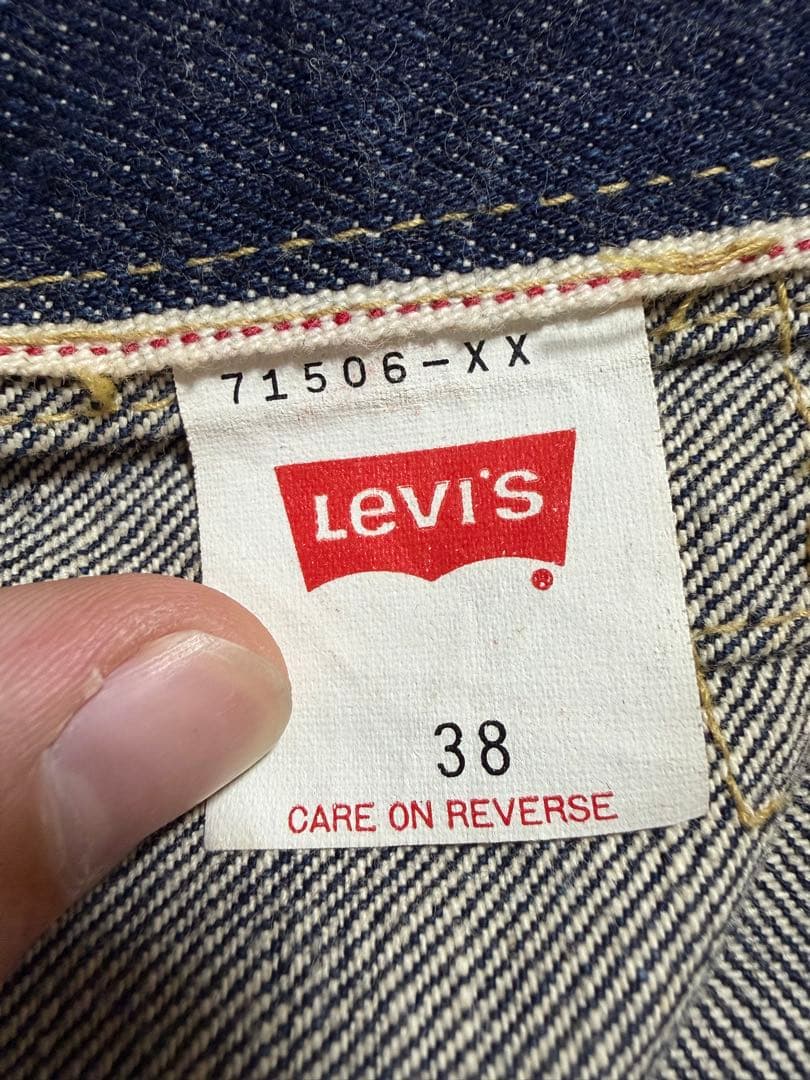 71506-XX
Levi's
38
CARE ON REVERSE